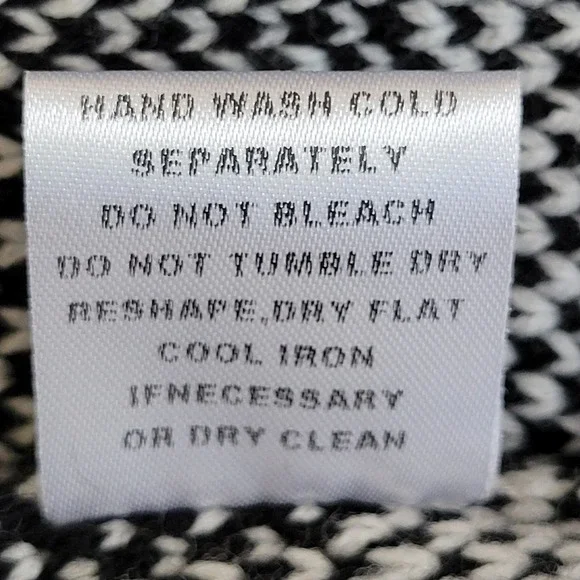 HAND WASH COLD
SEPARATELY
DO NOT BLEACH
DO NOT TUMBLE DRY
RESHAPE,DRY FLAT
COOL IRON
IFNECESSARY
OR DRY CLEAN